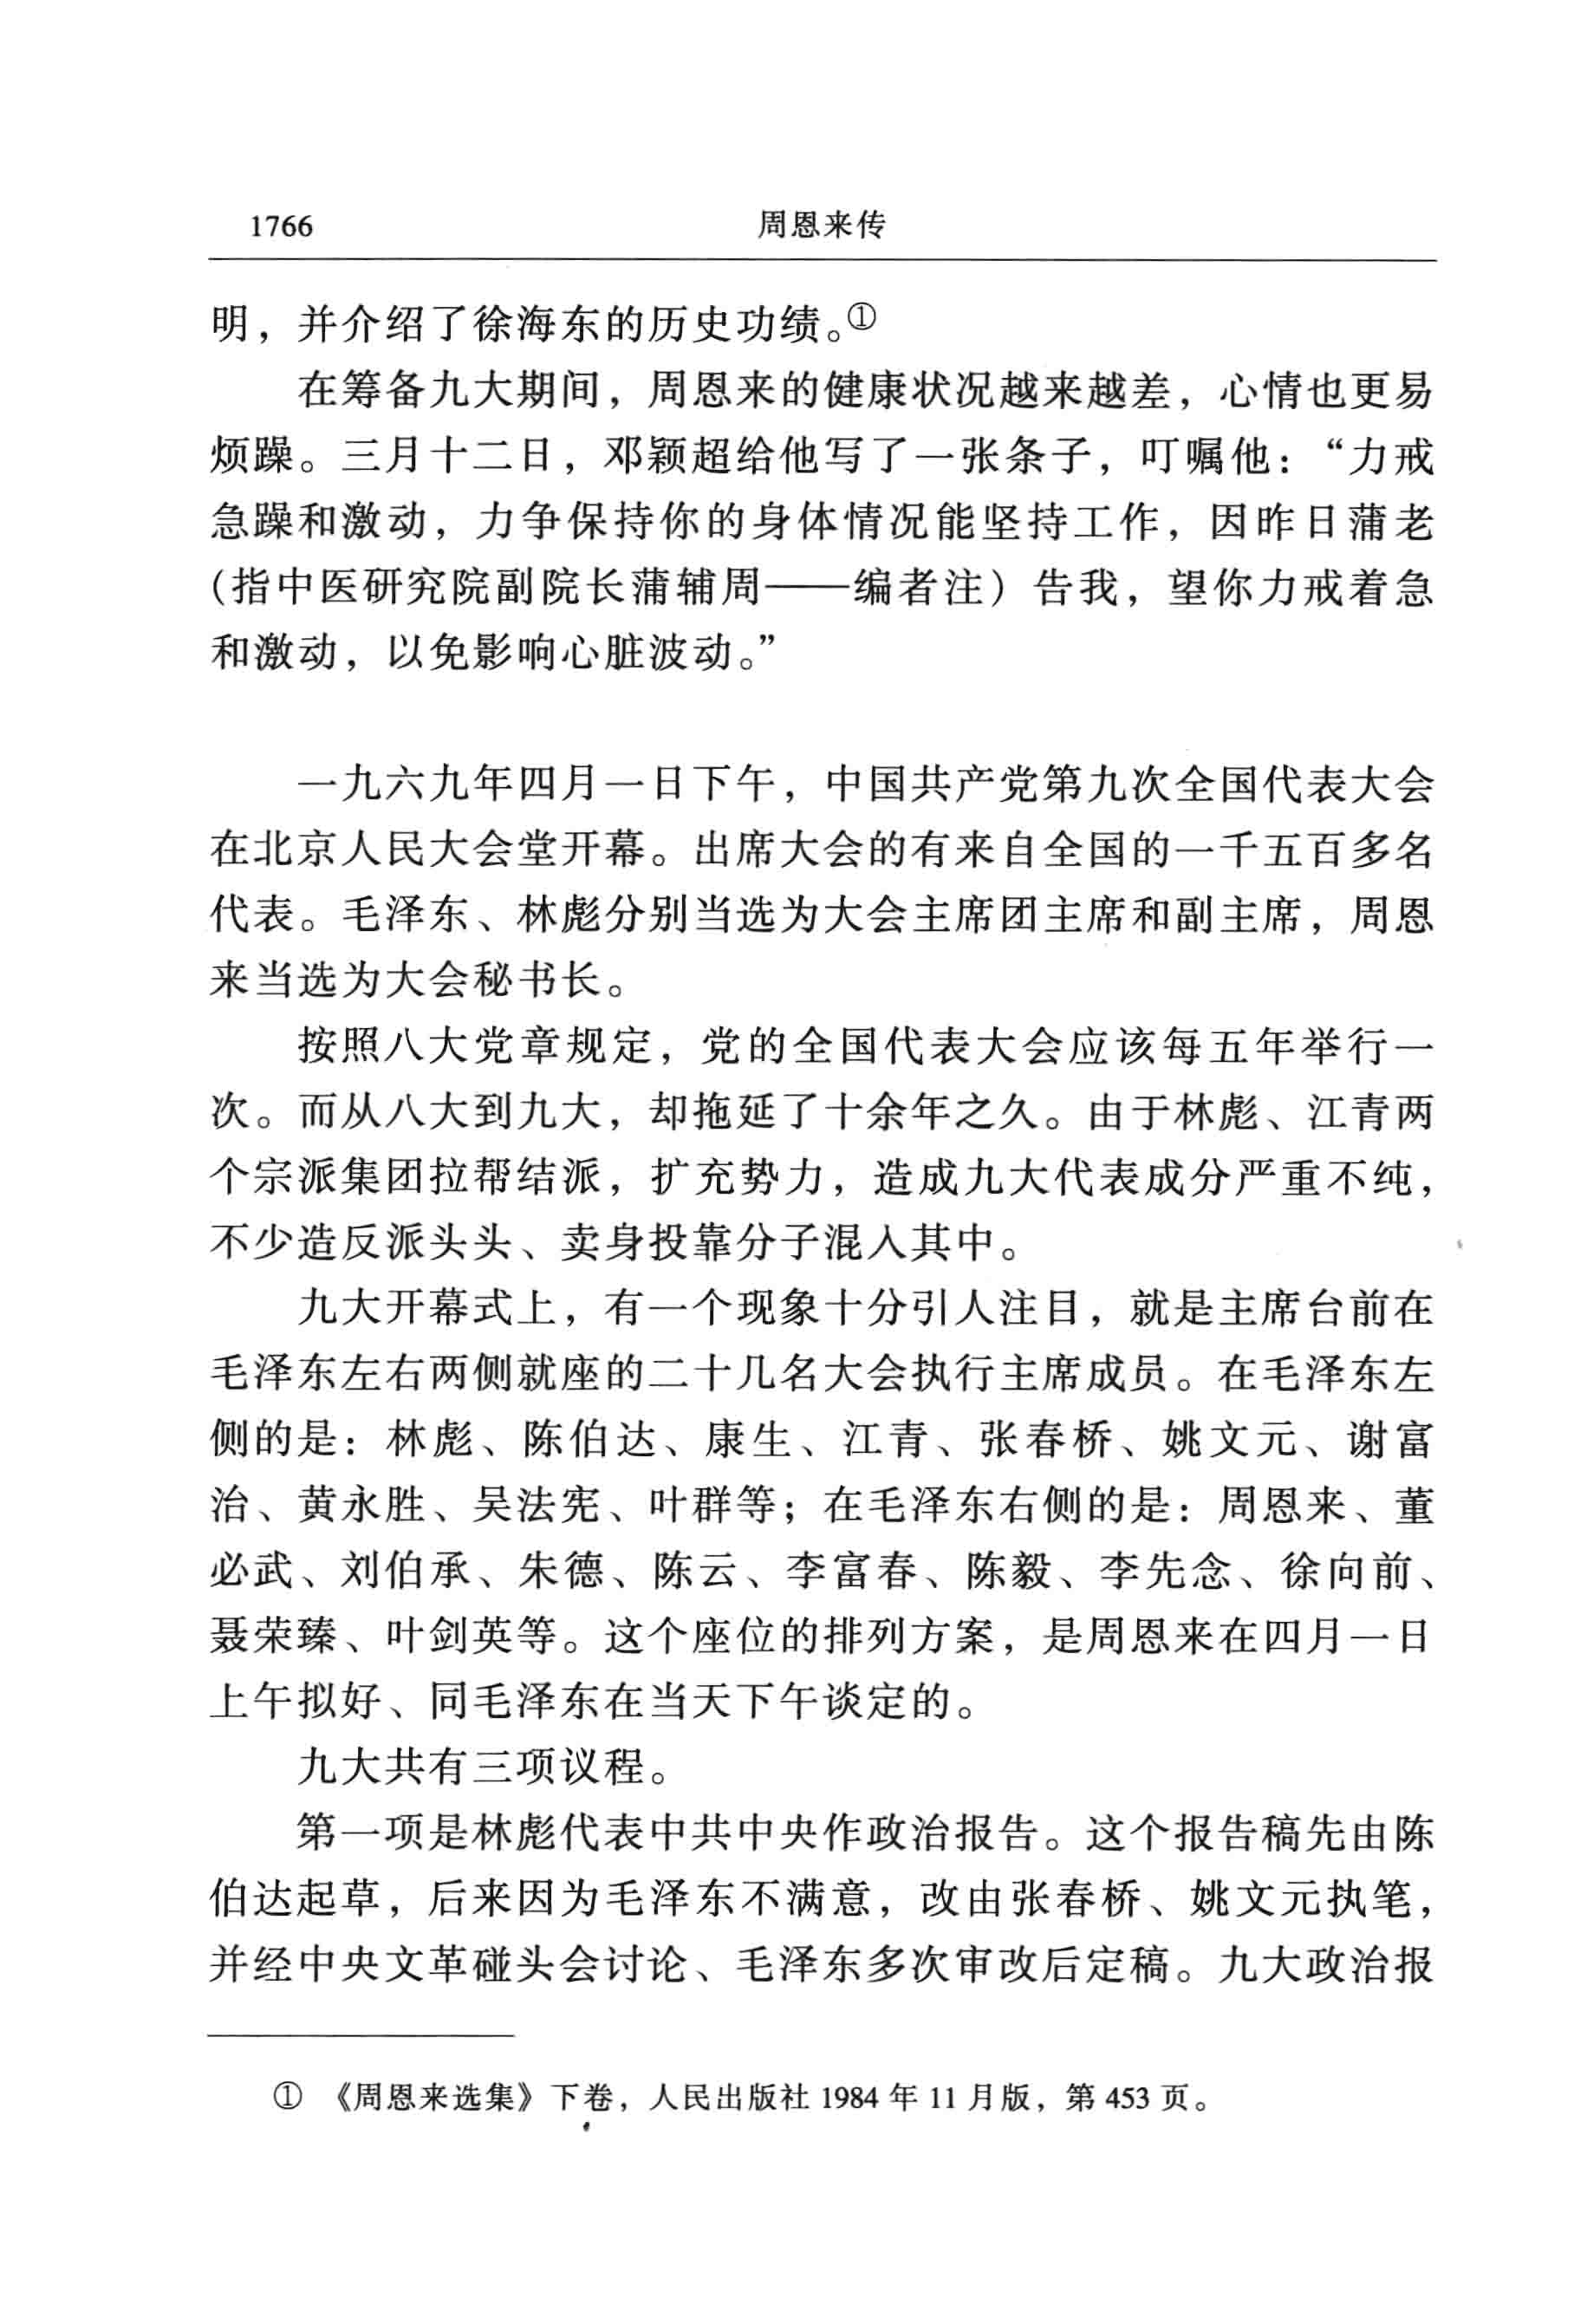 1766 周恩来传
明，并介绍了徐海东的历史功绩。①
在筹备九大期间，周恩来的健康状况越来越差，心情也更易
烦躁。三月十二日，邓颖超给他写了一张条子，叮嘱他：“力戒
急躁和激动，力争保持你的身体情况能坚持工作，因昨日蒲老
(指中医研究院副院长蒲辅周——编者注）告我，望你力戒着急
和激动，以免影响心脏波动。”
一九六九年四月一日下午，中国共产党第九次全国代表大会
在北京人民大会堂开幕。出席大会的有来自全国的一千五百多名
代表。毛泽东、林彪分别当选为大会主席团主席和副主席，周恩
来当选为大会秘书长。
按照八大党章规定，党的全国代表大会应该每五年举行一
次。而从八大到九大，却拖延了十余年之久。由于林彪、江青两
个宗派集团拉帮结派，扩充势力，造成九大代表成分严重不纯，
不少造反派头头、卖身投靠分子混入其中。
九大开幕式上，有一个现象十分引人注目，就是主席台前在
毛泽东左右两侧就座的二十几名大会执行主席成员。在毛泽东左
侧的是：林彪、陈伯达、康生、江青、张春桥、姚文元、谢富
治、黄永胜、吴法宪、叶群等；在毛泽东右侧的是：周恩来、董
必武、刘伯承、朱德、陈云、李富春、陈毅、李先念、徐向前、
聂荣臻、叶剑英等。这个座位的排列方案，是周恩来在四月一日
上午拟好、同毛泽东在当天下午谈定的。
九大共有三项议程。
第一项是林彪代表中共中央作政治报告。这个报告稿先由陈
伯达起草，后来因为毛泽东不满意，改由张春桥、姚文元执笔，
并经中央文革碰头会讨论、毛泽东多次审改后定稿。九大政治报
① 《周恩来选集》下卷，人民出版社 1984 年 11 月版，第 453 页。